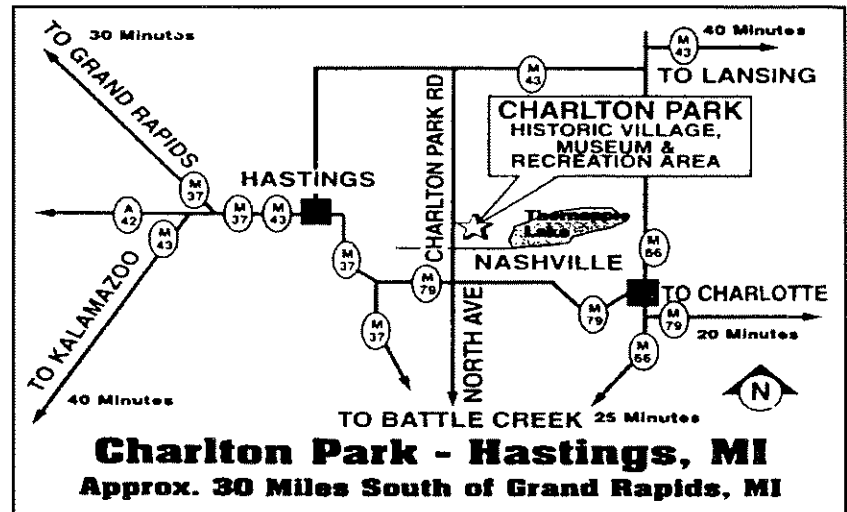 30 Minutes
TO GRAND RAPIDS
40 Minutes
M 43
TO LANSING
M 43
CHARLTON PARK RD
CHARLTON PARK
HISTORIC VILLAGE,
MUSEUM &
RECREATION AREA
HASTINGS
M 37
A 42
M 37
M 43
M 43
Thornapple
Lake
M 37
NASHVILLE
M 66
M 79
TO CHARLOTTE
M 79
M 79
20 Minutes
M 37
M 66
NORTH AVE
TO KALAMAZOO
40 Minutes
N
TO BATTLE CREEK
25 Minutes
Charlton Park - Hastings, MI
Approx. 30 Miles South of Grand Rapids, MI